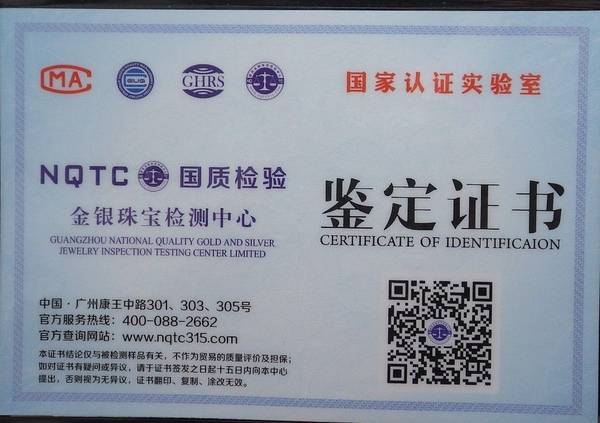 CMA
GHRS
国家认证实验室
NQTC 国质检验
金银珠宝检测中心
GUANGZHOU NATIONAL QUALITY GOLD AND SILVER
JEWELRY INSPECTION TESTING CENTER LIMITED
鉴定证书
CERTIFICATE OF IDENTIFICAION
中国·广州康王中路301、303、305号
官方服务热线：400-088-2662
官方查询网站：www.nqtc315.com
本证书结论仅与被检测样品有关，不作为贸易的质量评价及担保；
如对证书有疑问或异议，请于证书签发之日起十五日内向本中心
提出，否则视为无异议，证书翻印、复制、涂改无效。